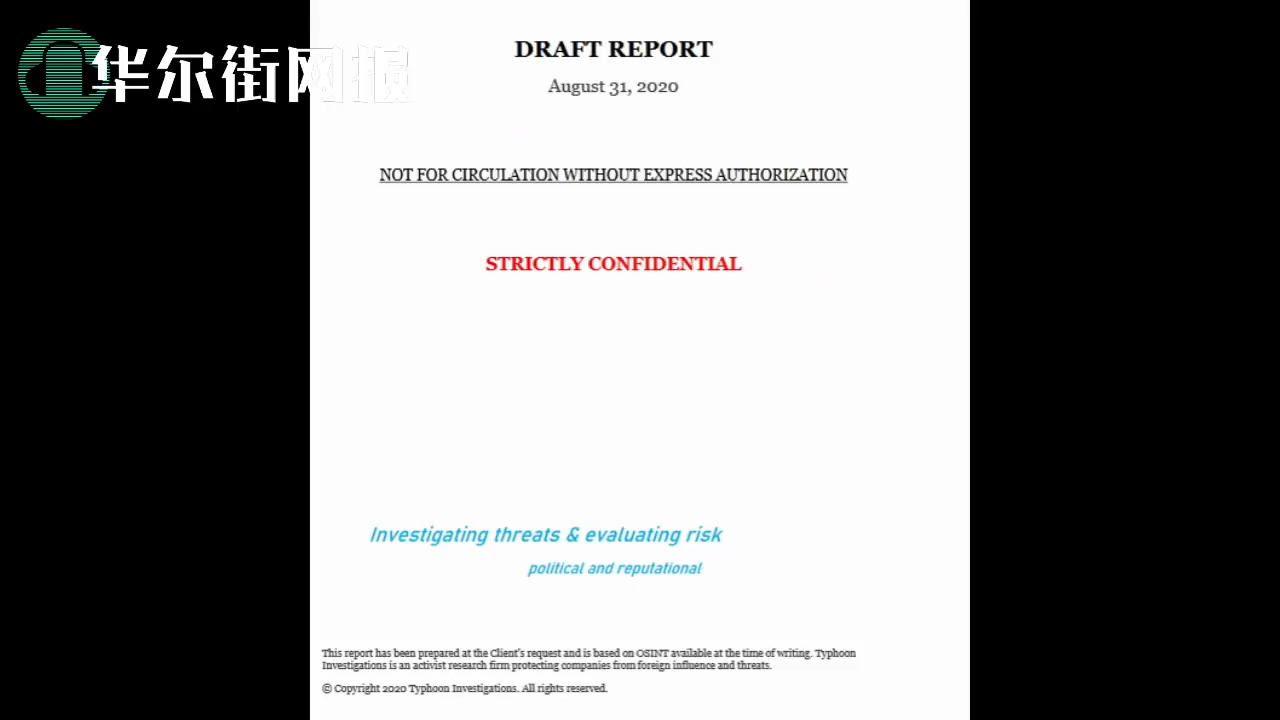 华尔街网报
DRAFT REPORT
August 31, 2020
NOT FOR CIRCULATION WITHOUT EXPRESS AUTHORIZATION
STRICTLY CONFIDENTIAL
Investigating threats & evaluating risk
political and reputational
This report has been prepared at the Client's request and is based on OSINT available at the time of writing. Typhoon
Investigations is an activist research firm protecting companies from foreign influence and threats.
© Copyright 2020 Typhoon Investigations. All rights reserved.